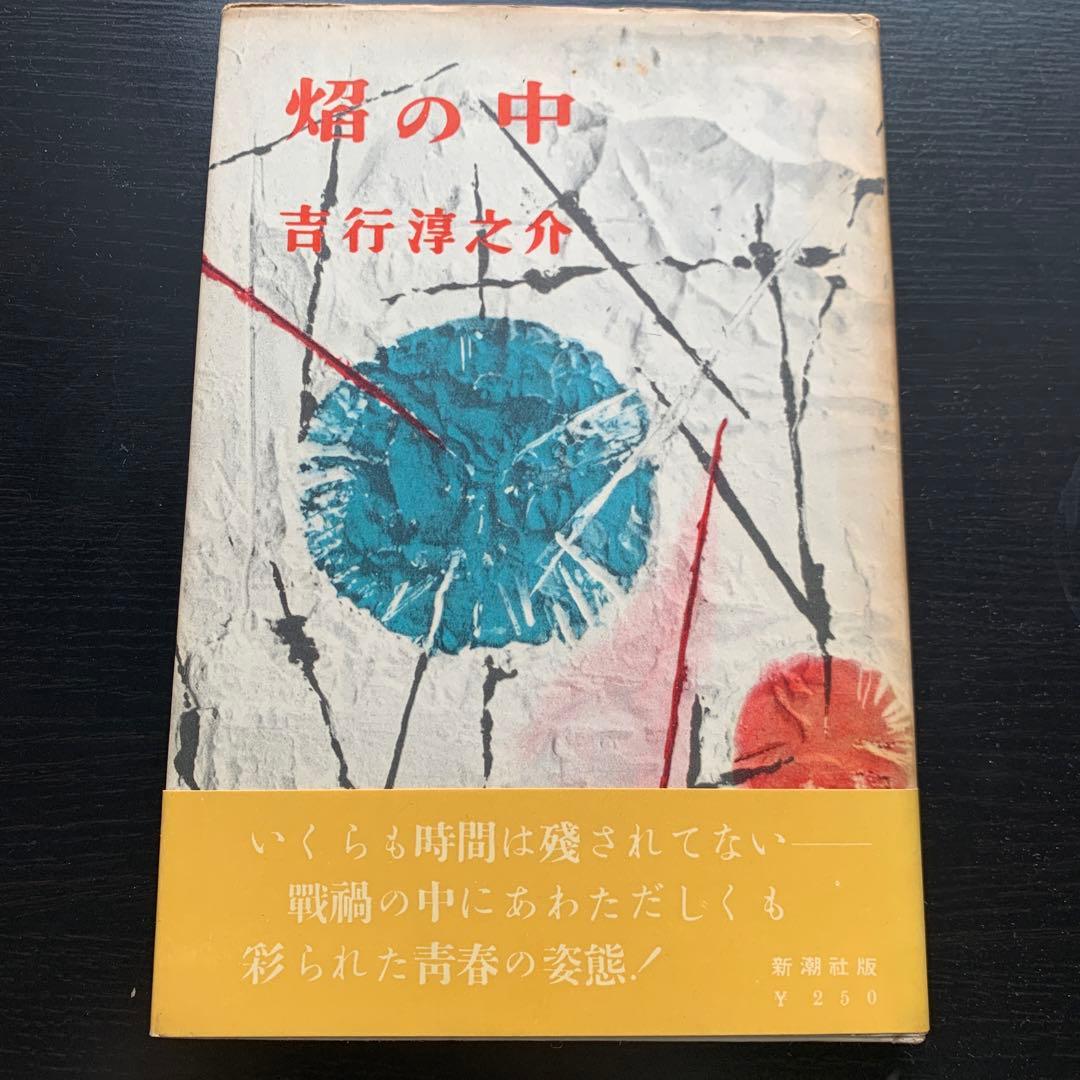 焔の中
吉行淳之介
いくらも時間は殘されてない――
戰禍の中にあわただしくも
彩られた靑春の姿態！
新潮社版
¥ 250